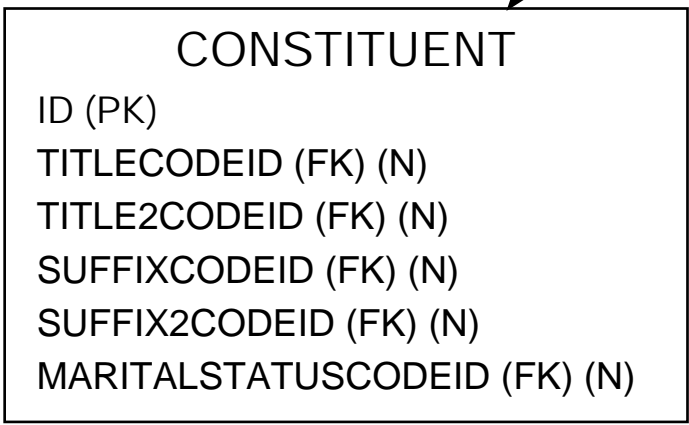 CONSTITUENT
ID (PK)
TITLECODEID (FK) (N)
TITLE2CODEID (FK) (N)
SUFFIXCODEID (FK) (N)
SUFFIX2CODEID (FK) (N)
MARITALSTATUSCODEID (FK) (N)